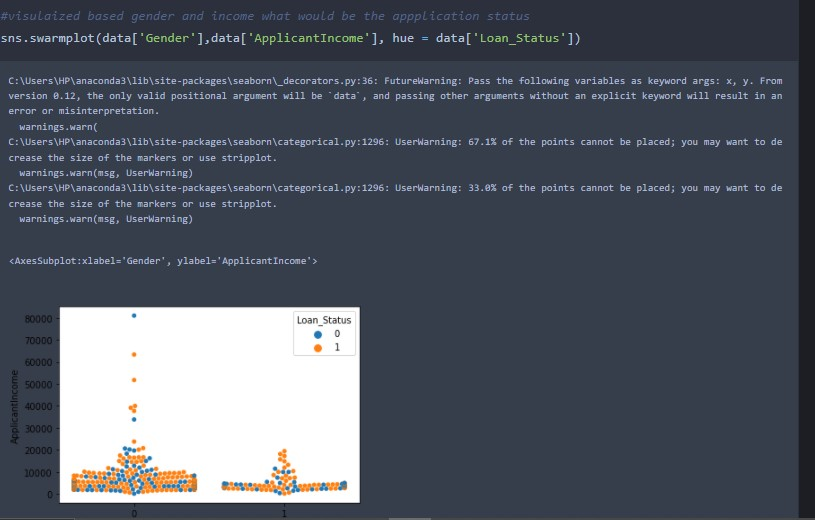 #visulaized based gender and income what would be the appplication status
sns.swarmplot(data['Gender'],data['ApplicantIncome'], hue = data['Loan_Status'])
C:\Users\HP\anaconda3\lib\site-packages\seaborn\_decorators.py:36: FutureWarning: Pass the following variables as keyword args: x, y. From
version 0.12, the only valid positional argument will be `data`, and passing other arguments without an explicit keyword will result in an
error or misinterpretation.
warnings.warn(
C:\Users\HP\anaconda3\lib\site-packages\seaborn\categorical.py:1296: UserWarning: 67.1% of the points cannot be placed; you may want to de
crease the size of the markers or use stripplot.
warnings.warn(msg, UserWarning)
C:\Users\HP\anaconda3\lib\site-packages\seaborn\categorical.py:1296: UserWarning: 33.0% of the points cannot be placed; you may want to de
crease the size of the markers or use stripplot.
warnings.warn(msg, UserWarning)
<AxesSubplot:xlabel='Gender', ylabel='ApplicantIncome'>
Loan_Status
0
1
80000
70000
60000
50000
40000
30000
20000
10000
0
ApplicantIncome
0 1